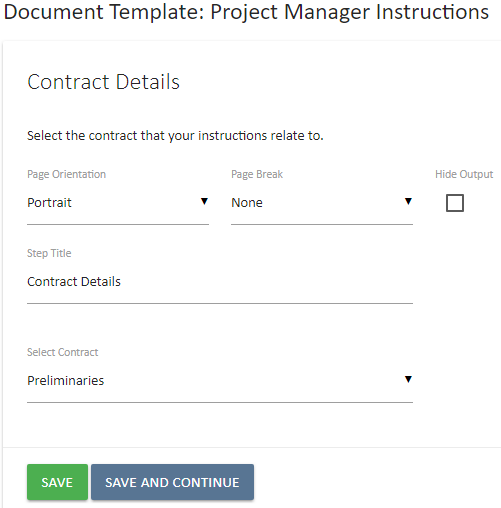 Document Template: Project Manager Instructions
Contract Details
Select the contract that your instructions relate to.
Page Orientation Page Break Hide Output
Portrait None
Step Title
Contract Details
Select Contract
Preliminaries
SAVE SAVE AND CONTINUE